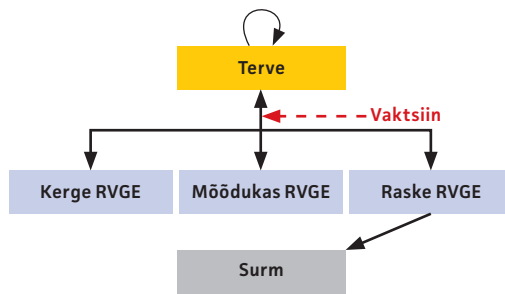 Terve
Vaktsiin
Kerge RVGE
Mõõdukas RVGE
Raske RVGE
Surm